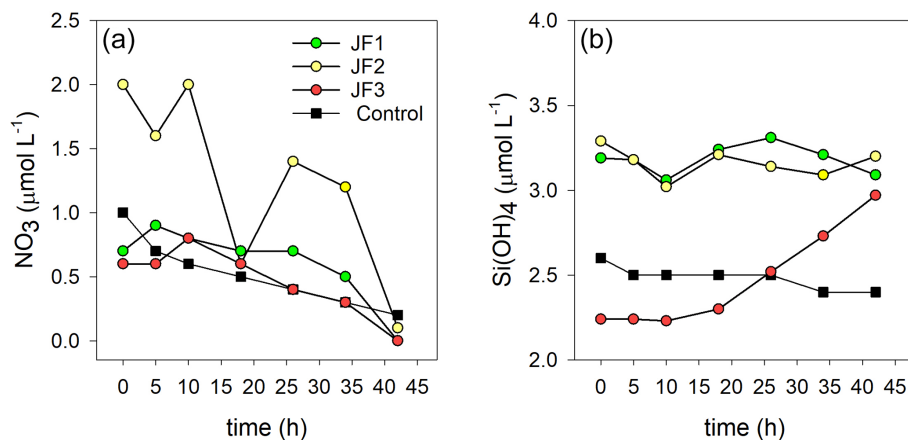 (a)
NO₃ (µmol L⁻¹)
2.5
2.0
1.5
1.0
0.5
0.0
JF1
JF2
JF3
Control
0 5 10 15 20 25 30 35 40 45
time (h)
(b)
Si(OH)₄ (µmol L⁻¹)
4.0
3.5
3.0
2.5
2.0
0 5 10 15 20 25 30 35 40 45
time (h)